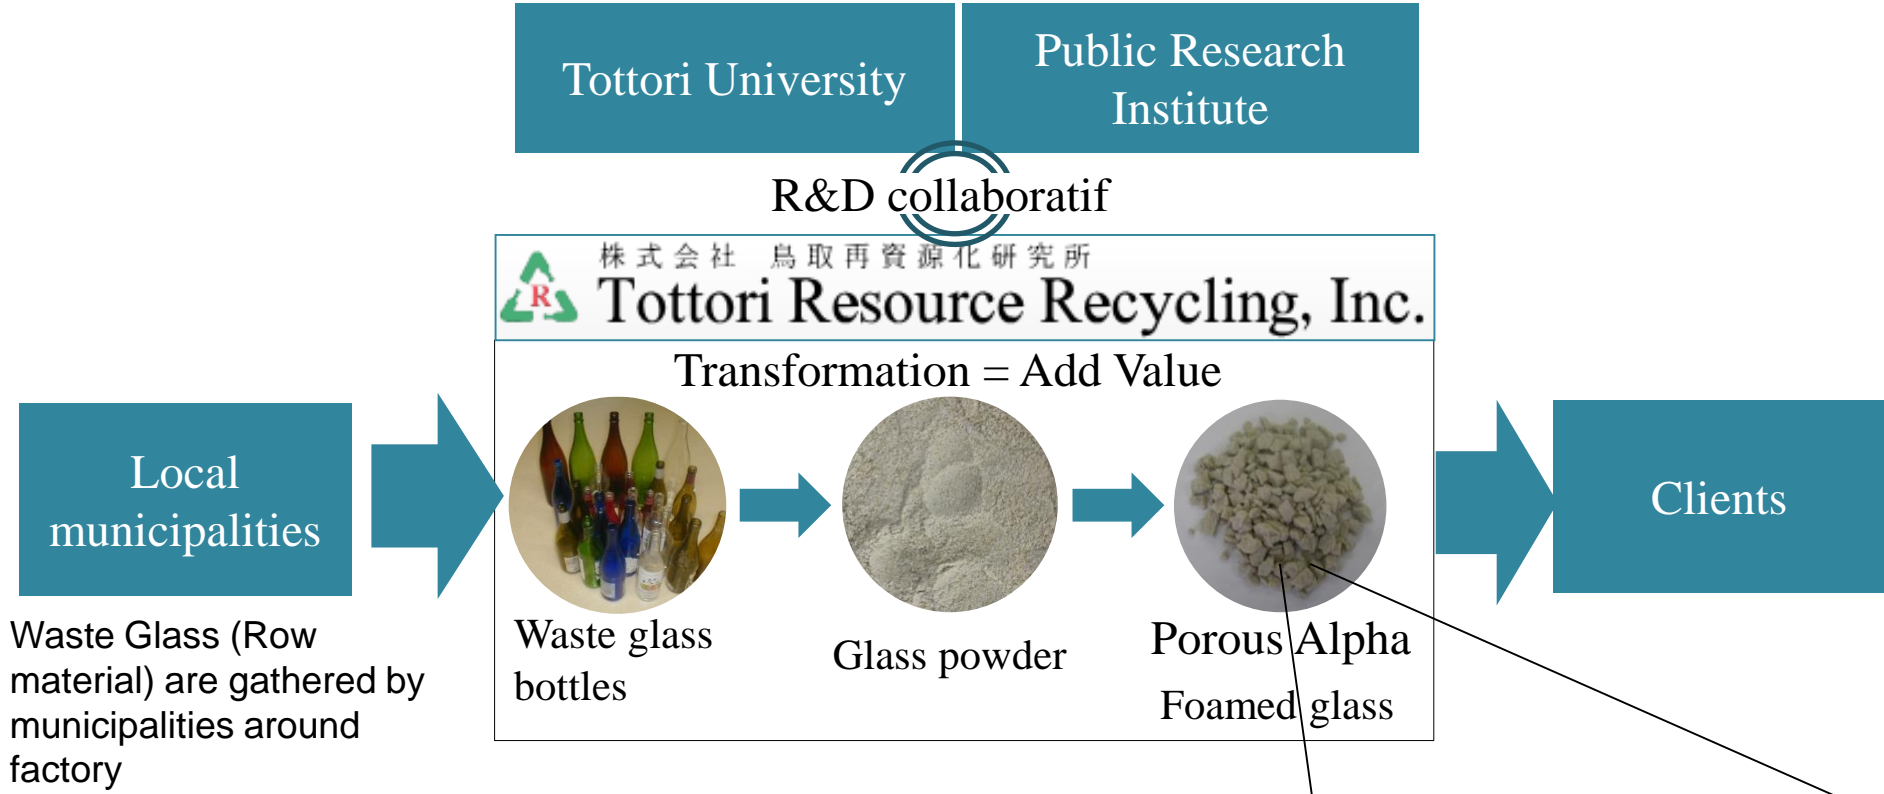 Tottori University
Public Research
Institute
R&D collaboratif
株式会社 鳥取再資源化研究所
R
Tottori Resource Recycling, Inc.
Transformation = Add Value
Local
municipalities
Clients
Waste Glass (Row
material) are gathered by
municipalities around
factory
Waste glass
bottles
Glass powder
Porous Alpha
Foamed glass